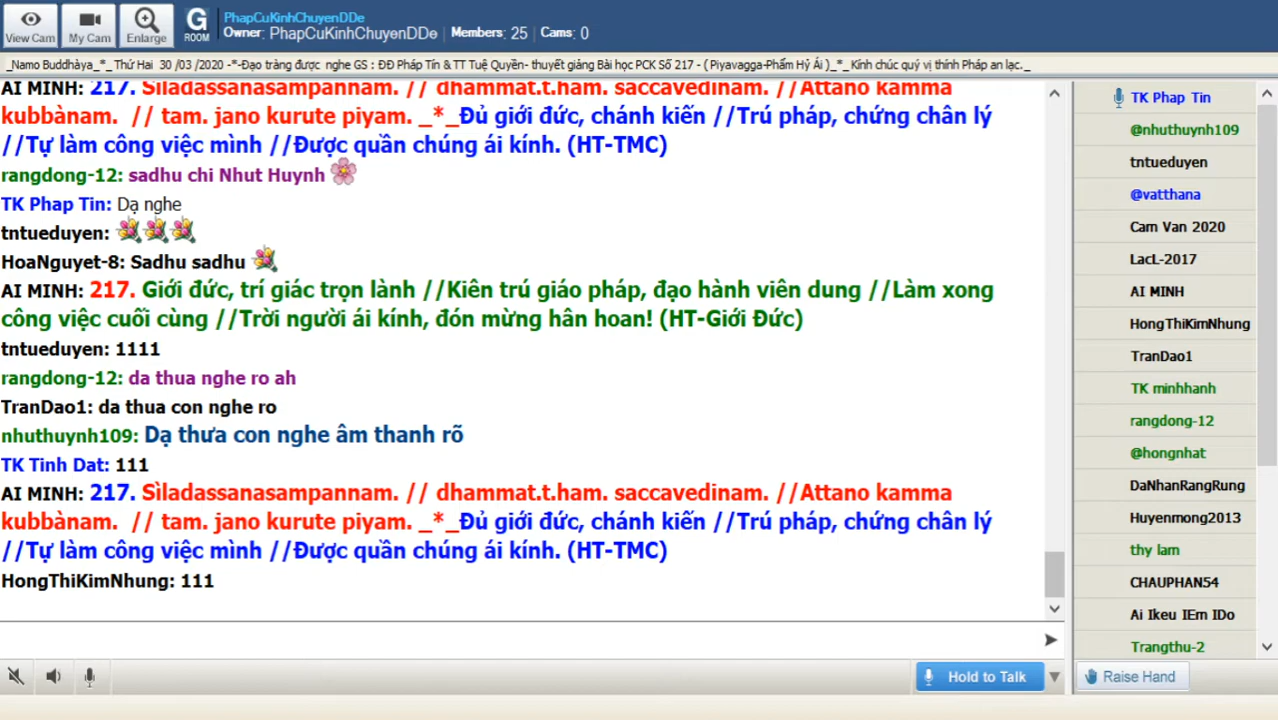 View Cam
My Cam
Enlarge
G
ROOM
PhapCuKinhChuyenDDe
Owner: PhapCuKinhChuyenDDe Members: 25 Cams: 0
_Namo Buddhàya_*_ Thứ Hai 30 /03 /2020 -*-Đạo tràng được nghe GS : ĐĐ Pháp Tín & TT Tuệ Quyền- thuyết giảng Bài học PCK Số 217 - ( Piyavagga-Phẩm Hỷ Ái )_*_ Kính chúc quý vị thính Pháp an lạc._
AI MINH: 217. Sìladassanasampannam. // dhammat.t.ham. saccavedinam. //Attano kamma
kubbànam. // tam. jano kurute piyam. _*_Đủ giới đức, chánh kiến //Trú pháp, chứng chân lý
//Tự làm công việc mình //Được quần chúng ái kính. (HT-TMC)
rangdong-12: sadhu chi Nhut Huynh
TK Phap Tin: Dạ nghe
tntueduyen:
HoaNguyet-8: Sadhu sadhu
AI MINH: 217. Giới đức, trí giác trọn lành //Kiên trú giáo pháp, đạo hành viên dung //Làm xong
công việc cuối cùng //Trời người ái kính, đón mừng hân hoan! (HT-Giới Đức)
tntueduyen: 1111
rangdong-12: da thua nghe ro ah
TranDao1: da thua con nghe ro
nhuthuynh109: Dạ thưa con nghe âm thanh rõ
TK Tinh Dat: 111
AI MINH: 217. Sìladassanasampannam. // dhammat.t.ham. saccavedinam. //Attano kamma
kubbànam. // tam. jano kurute piyam. _*_Đủ giới đức, chánh kiến //Trú pháp, chứng chân lý
//Tự làm công việc mình //Được quần chúng ái kính. (HT-TMC)
HongThiKimNhung: 111
TK Phap Tin
@nhuthuynh109
tntueduyen
@vatthana
Cam Van 2020
LacL-2017
AI MINH
HongThiKimNhung
TranDao1
TK minhhanh
rangdong-12
@hongnhat
DaNhanRangRung
Huyenmong2013
thy lam
CHAUPHAN54
Ai Ikeu IEm IDo
Trangthu-2
Hold to Talk
Raise Hand